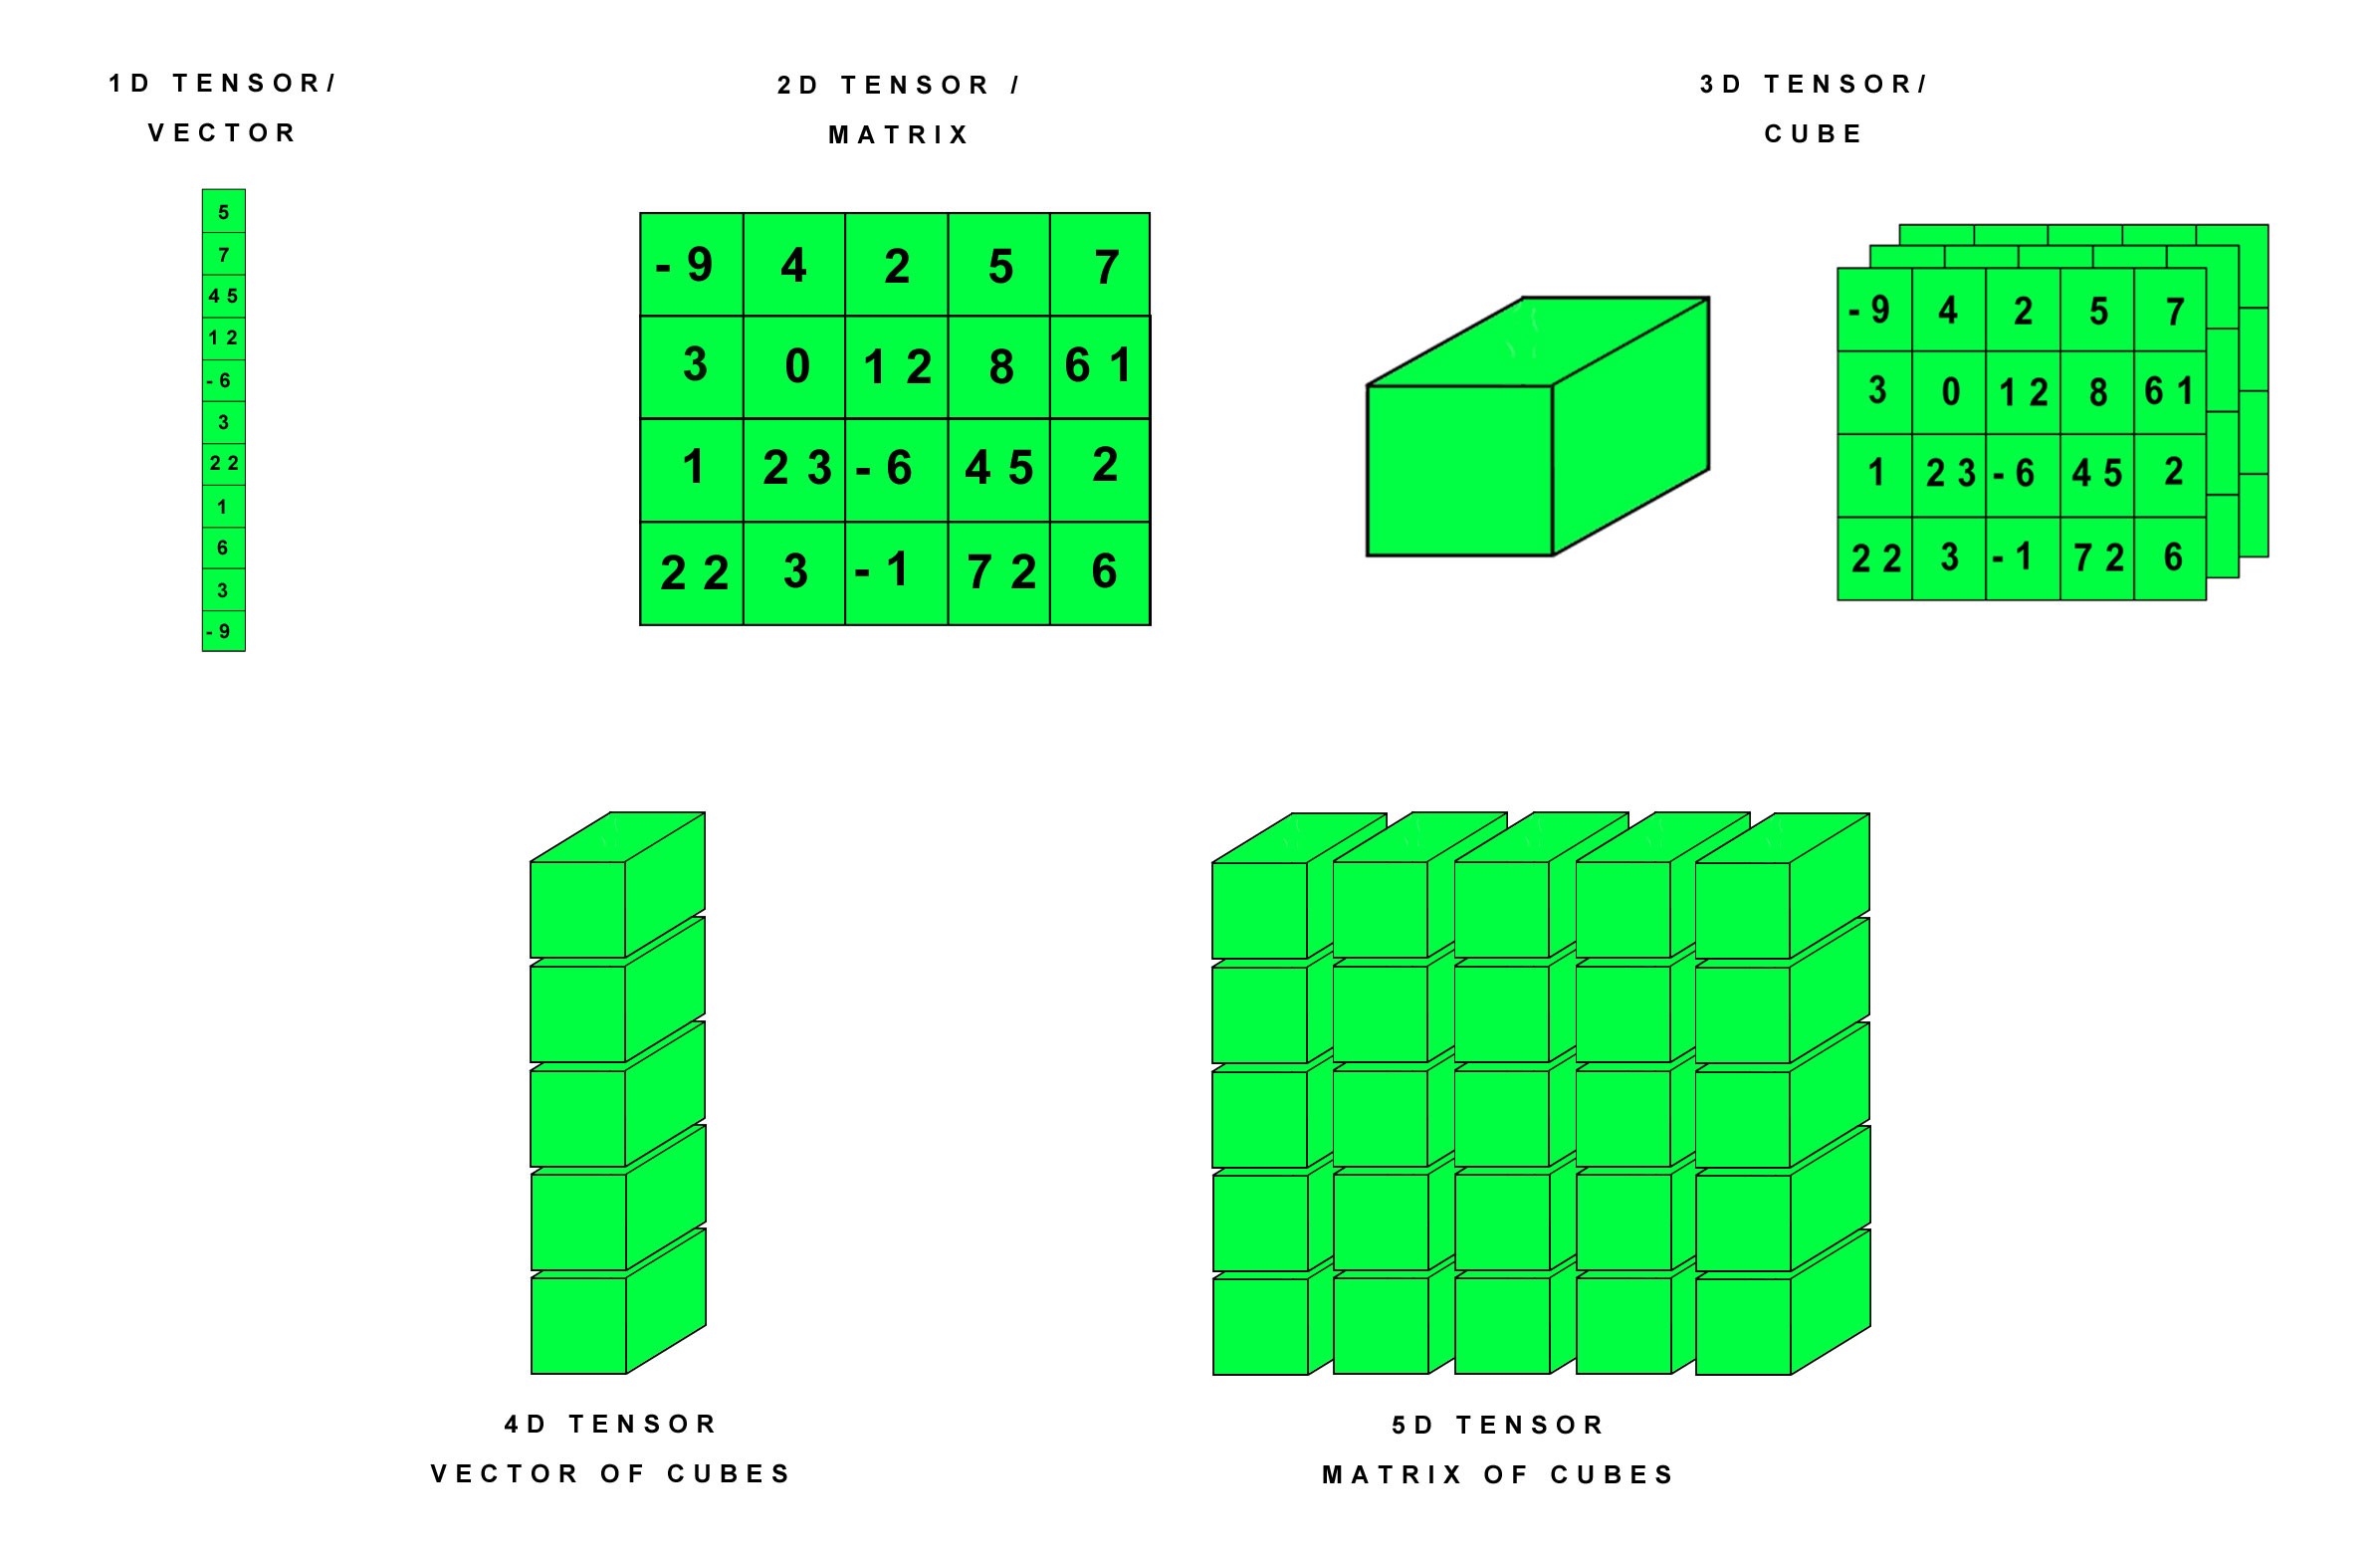 1D TENSOR/
VECTOR
5
7
45
12
-6
3
22
1
6
3
-9
2D TENSOR /
MATRIX
-9 4 2 5 7
3 0 12 8 61
1 23 -6 45 2
22 3 -1 72 6
3D TENSOR/
CUBE
-9 4 2 5 7
3 0 12 8 61
1 23 -6 45 2
22 3 -1 72 6
4D TENSOR
VECTOR OF CUBES
5D TENSOR
MATRIX OF CUBES